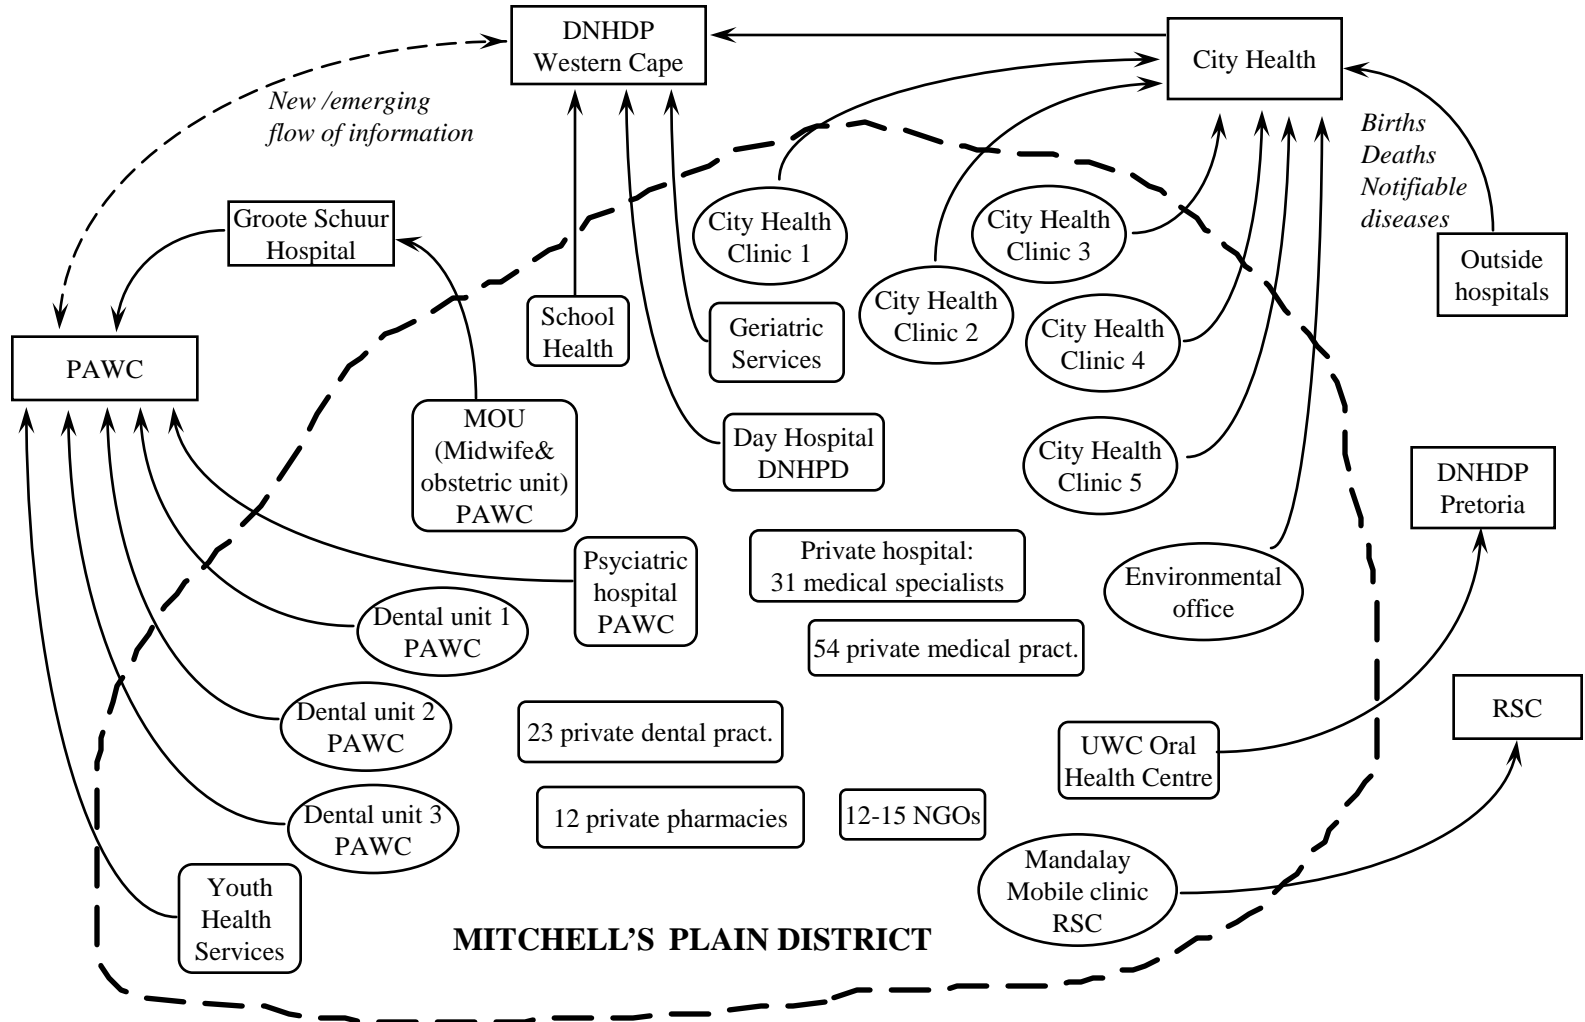 DNHDP
Western Cape
City Health
New /emerging
flow of information
Births
Deaths
Notifiable
diseases
Groote Schuur
Hospital
City Health
Clinic 1
City Health
Clinic 3
Outside
hospitals
City Health
Clinic 2
School
Health
Geriatric
Services
City Health
Clinic 4
PAWC
MOU
(Midwife&
obstetric unit)
PAWC
Day Hospital
DNHPD
City Health
Clinic 5
DNHDP
Pretoria
Psyciatric
hospital
PAWC
Private hospital:
31 medical specialists
Environmental
office
Dental unit 1
PAWC
54 private medical pract.
Dental unit 2
PAWC
23 private dental pract.
UWC Oral
Health Centre
RSC
Dental unit 3
PAWC
12 private pharmacies
12-15 NGOs
Mandalay
Mobile clinic
RSC
Youth
Health
Services
MITCHELL'S PLAIN DISTRICT